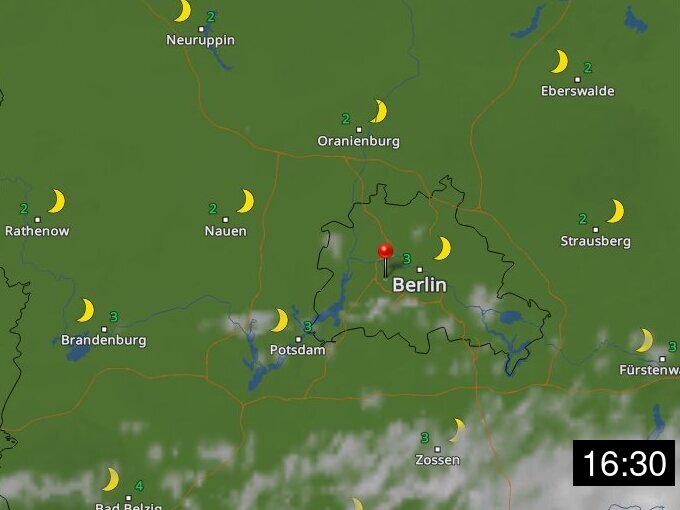 2
Neuruppin
2
Eberswalde
2
Oranienburg
2
Rathenow
2
Nauen
2
Strausberg
3
Berlin
3
Brandenburg
3
Potsdam
3
Fürstenwa
3
Zossen
16:30
4
Bad Belzig